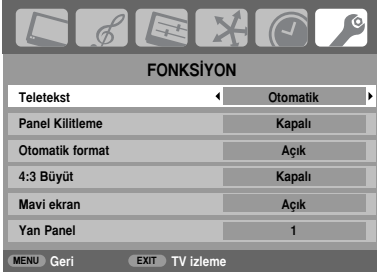 FONKSİYON
Teletekst Otomatik
Panel Kilitleme Kapalı
Otomatik format Açık
4:3 Büyüt Kapalı
Mavi ekran Açık
Yan Panel 1
MENU Geri EXIT TV izleme